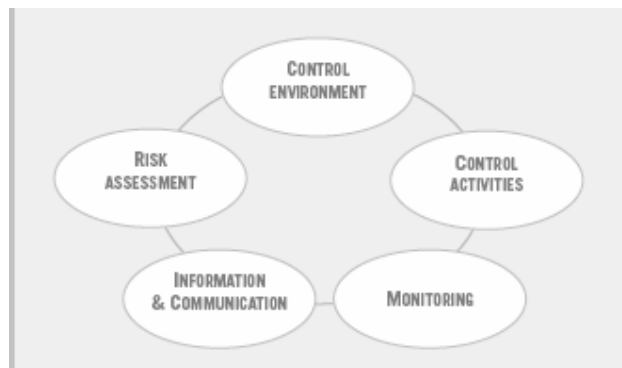 CONTROL
ENVIRONMENT
RISK
ASSESSMENT
CONTROL
ACTIVITIES
INFORMATION
& COMMUNICATION
MONITORING